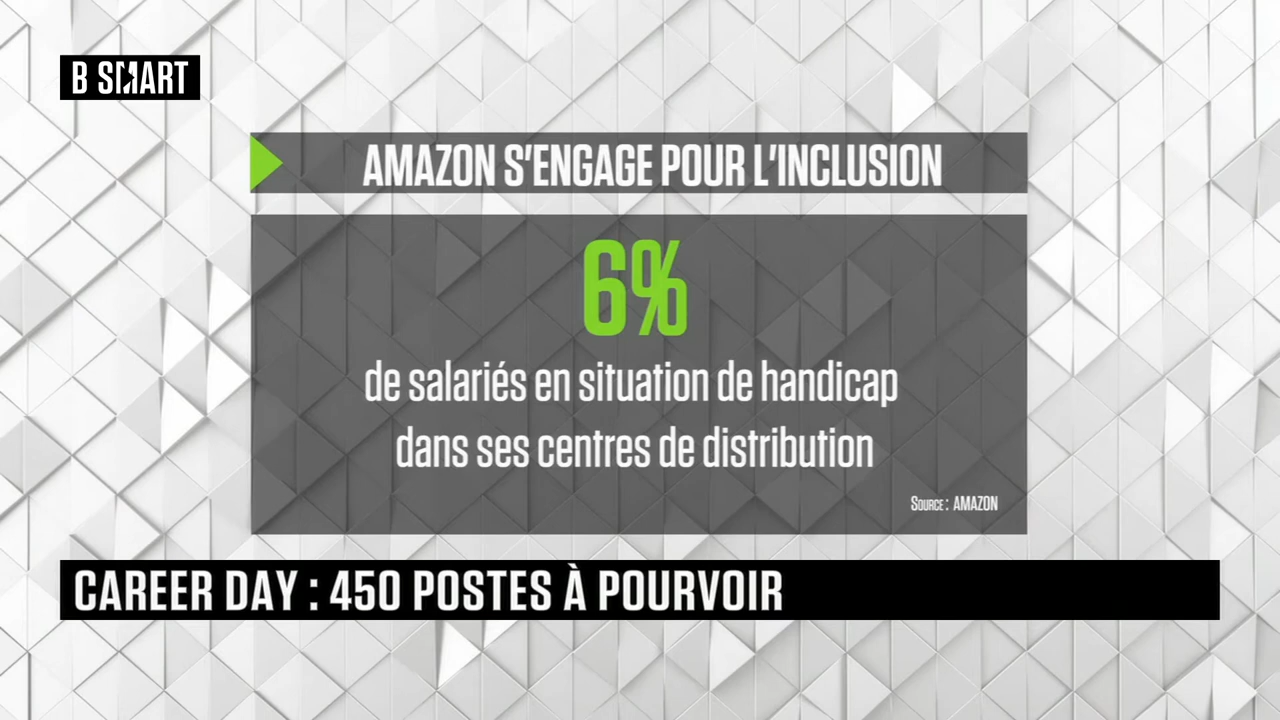 B SMART
AMAZON S'ENGAGE POUR L'INCLUSION
6%
de salariés en situation de handicap
dans ses centres de distribution
SOURCE : AMAZON
CAREER DAY : 450 POSTES À POURVOIR